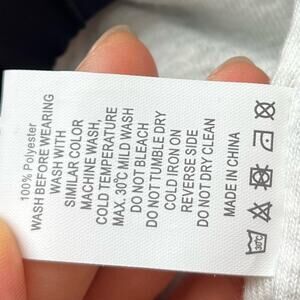 100% Polyester
WASH BEFORE WEARING
WASH WITH
SIMILAR COLOR
MACHINE WASH,
COLD TEMPERATURE
MAX. 30°C MILD WASH
DO NOT BLEACH
DO NOT TUMBLE DRY
COLD IRON ON
REVERSE SIDE
DO NOT DRY CLEAN
MADE IN CHINA
30°C